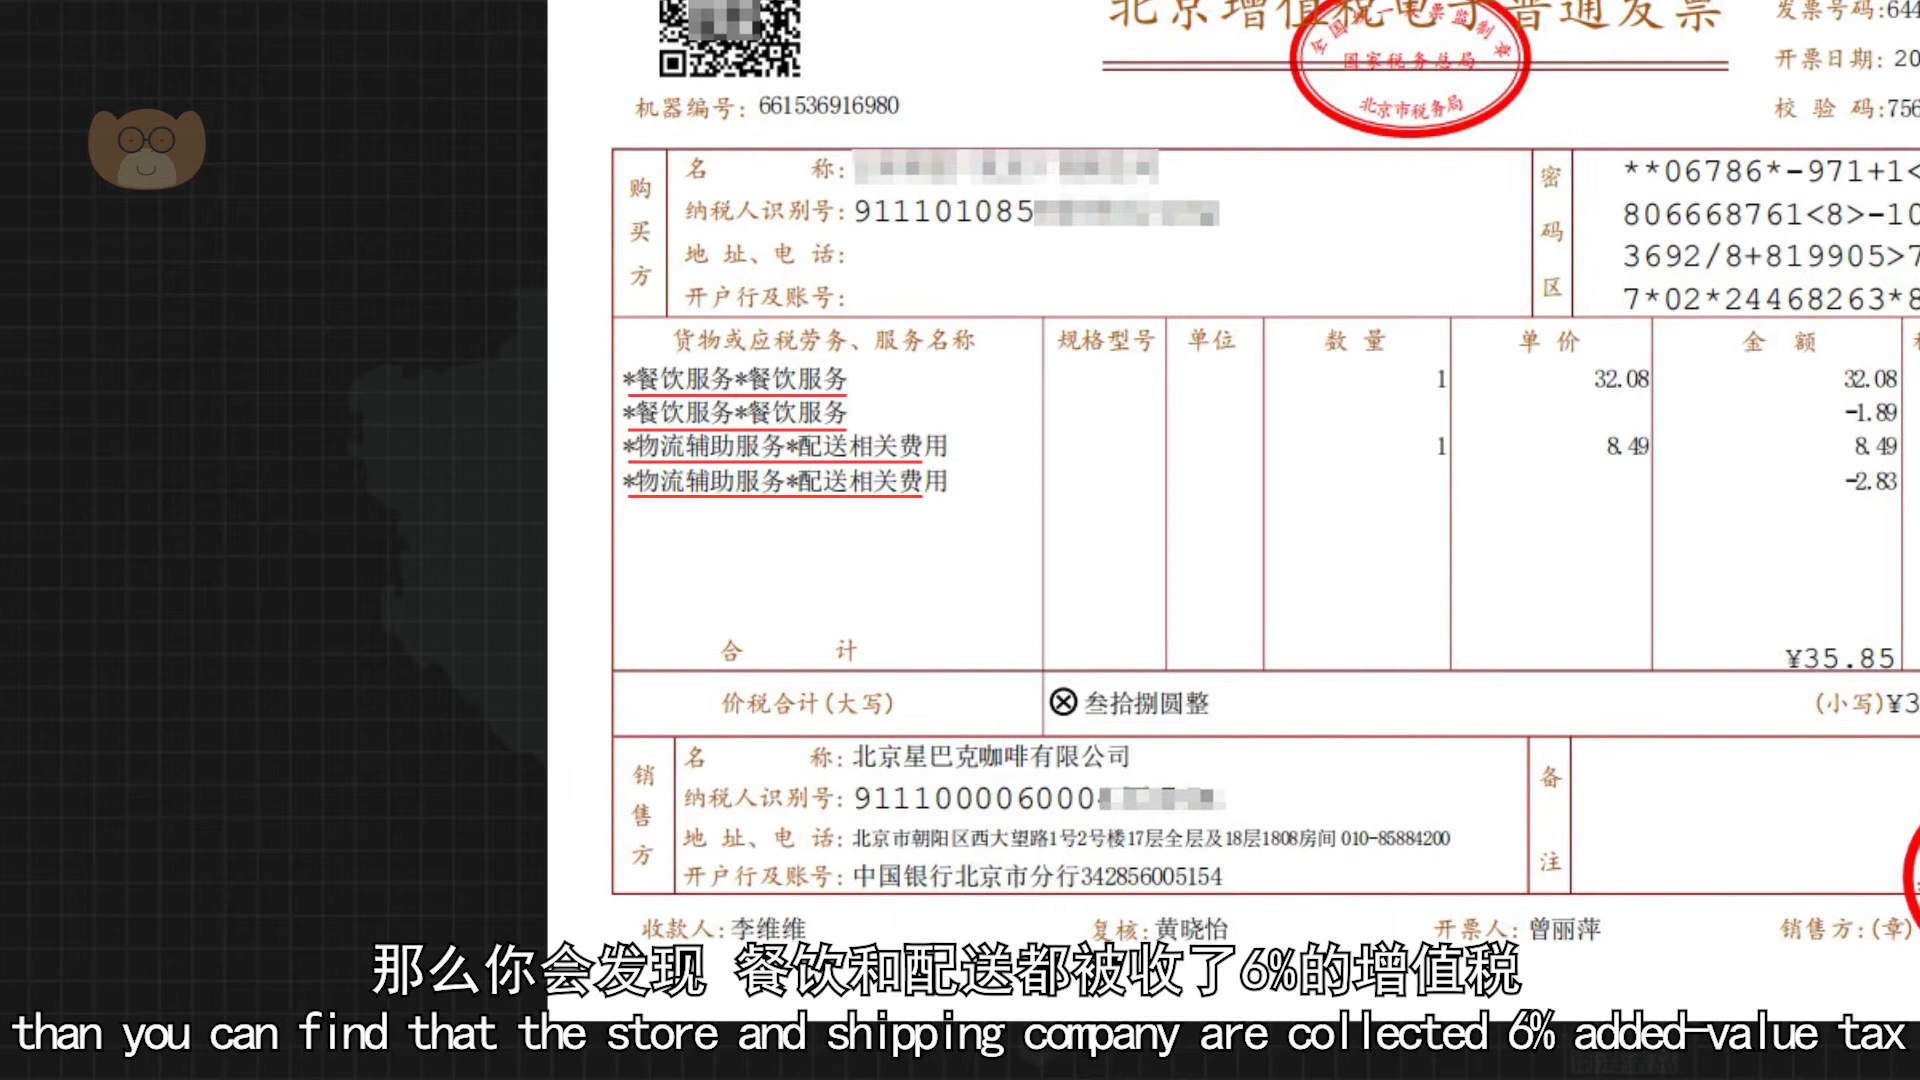 北京增值税电子普通发票
发票号码:644
全国统一发票监制章
国家税务总局
北京市税务局
开票日期: 20
机器编号: 661536916980
校 验 码:756
购买方
名 称:
纳税人识别号: 911101085
地 址、电 话:
开户行及账号:
密码区
**06786*-971+1<
806668761<8>-10
3692/8+819905>7
7*02*24468263*8
货物或应税劳务、服务名称 规格型号 单位 数 量 单 价 金 额
*餐饮服务*餐饮服务 1 32.08 32.08
*餐饮服务*餐饮服务 -1.89
*物流辅助服务*配送相关费用 1 8.49 8.49
*物流辅助服务*配送相关费用 -2.83
合 计 ¥35.85
价税合计(大写) ⊗叁拾捌圆整 (小写)¥3
销售方
名 称: 北京星巴克咖啡有限公司
纳税人识别号: 911100006000
地 址、电 话: 北京市朝阳区西大望路1号2号楼17层全层及18层1808房间 010-85884200
开户行及账号: 中国银行北京市分行342856005154
备注
收款人: 李维维 复核: 黄晓怡 开票人: 曾丽萍 销售方:(章)
那么你会发现 餐饮和配送都被收了6%的增值税
than you can find that the store and shipping company are collected 6% added-value tax